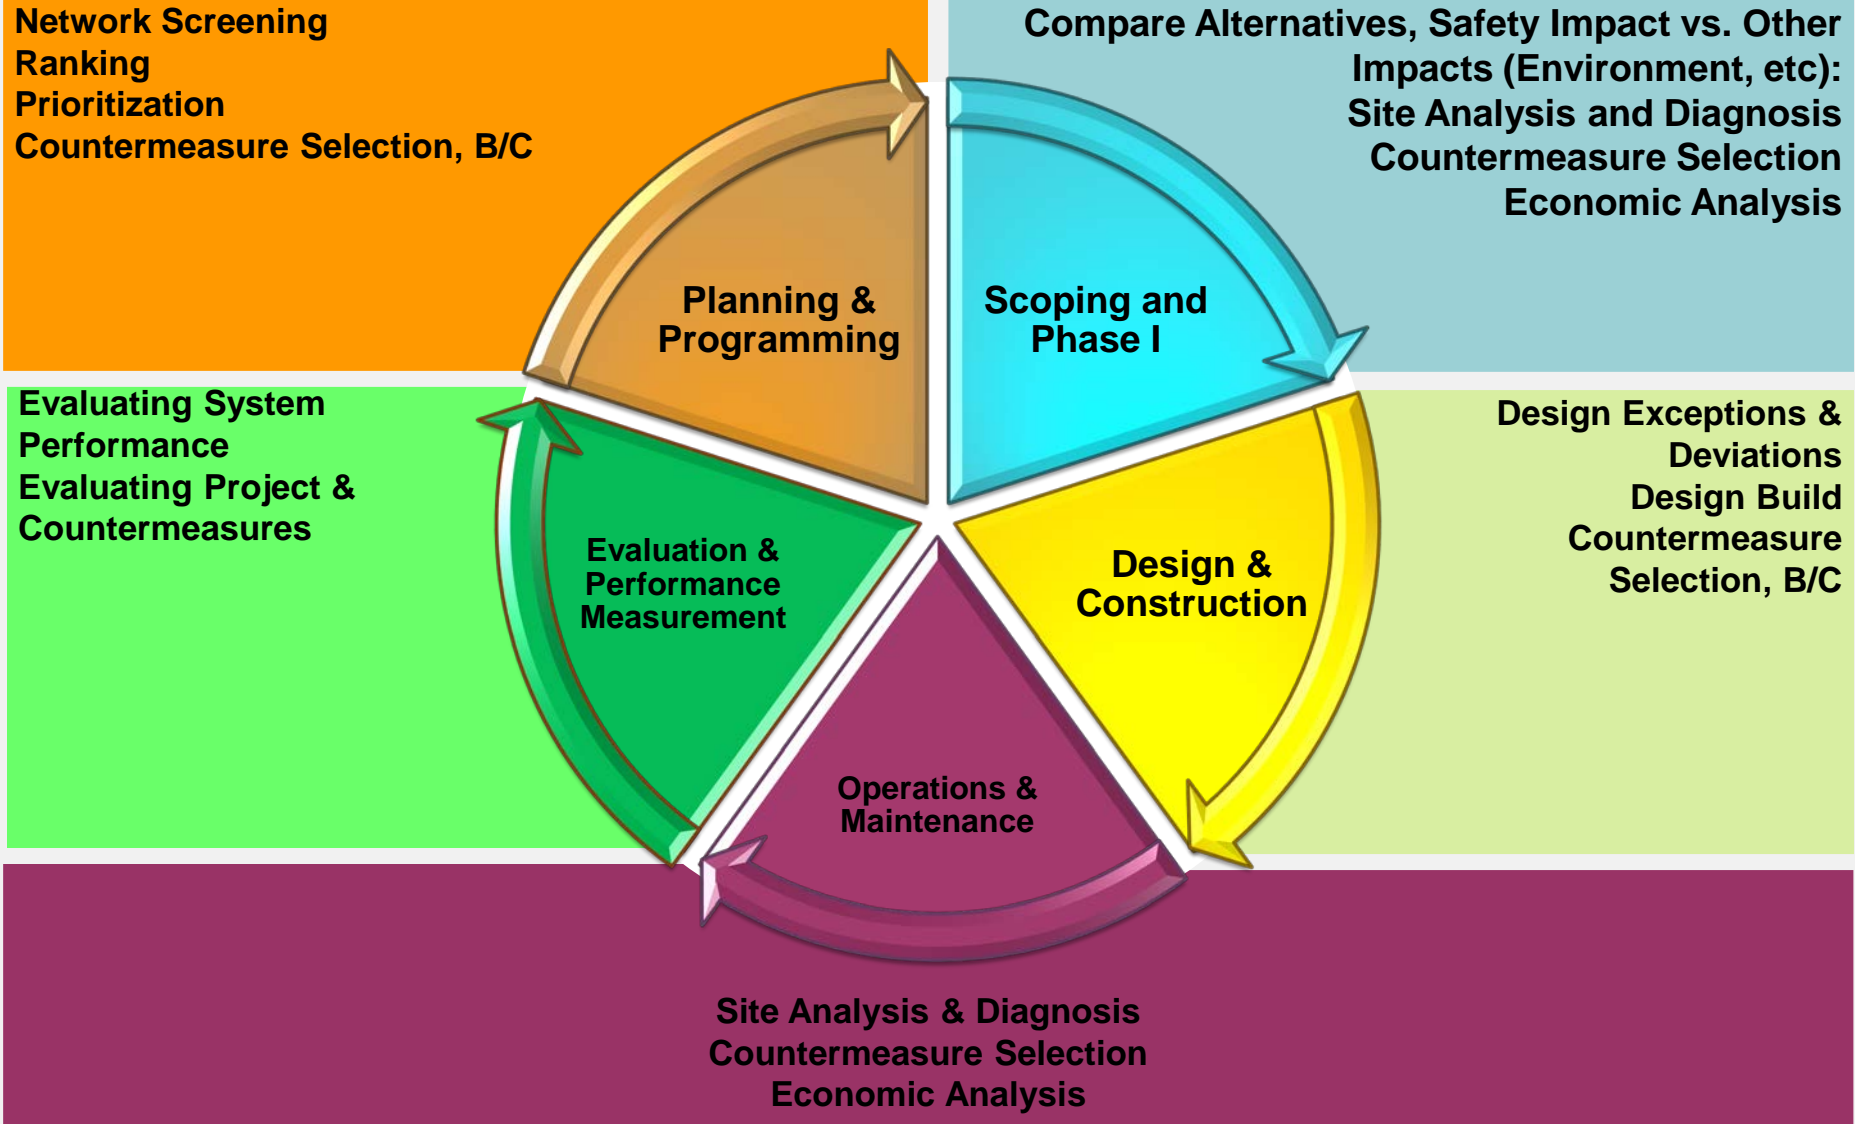 Network Screening
Ranking
Prioritization
Countermeasure Selection, B/C
Compare Alternatives, Safety Impact vs. Other
Impacts (Environment, etc):
Site Analysis and Diagnosis
Countermeasure Selection
Economic Analysis
Planning &
Programming
Scoping and
Phase I
Evaluating System
Performance
Evaluating Project &
Countermeasures
Design Exceptions &
Deviations
Design Build
Countermeasure
Selection, B/C
Evaluation &
Performance
Measurement
Design &
Construction
Operations &
Maintenance
Site Analysis & Diagnosis
Countermeasure Selection
Economic Analysis